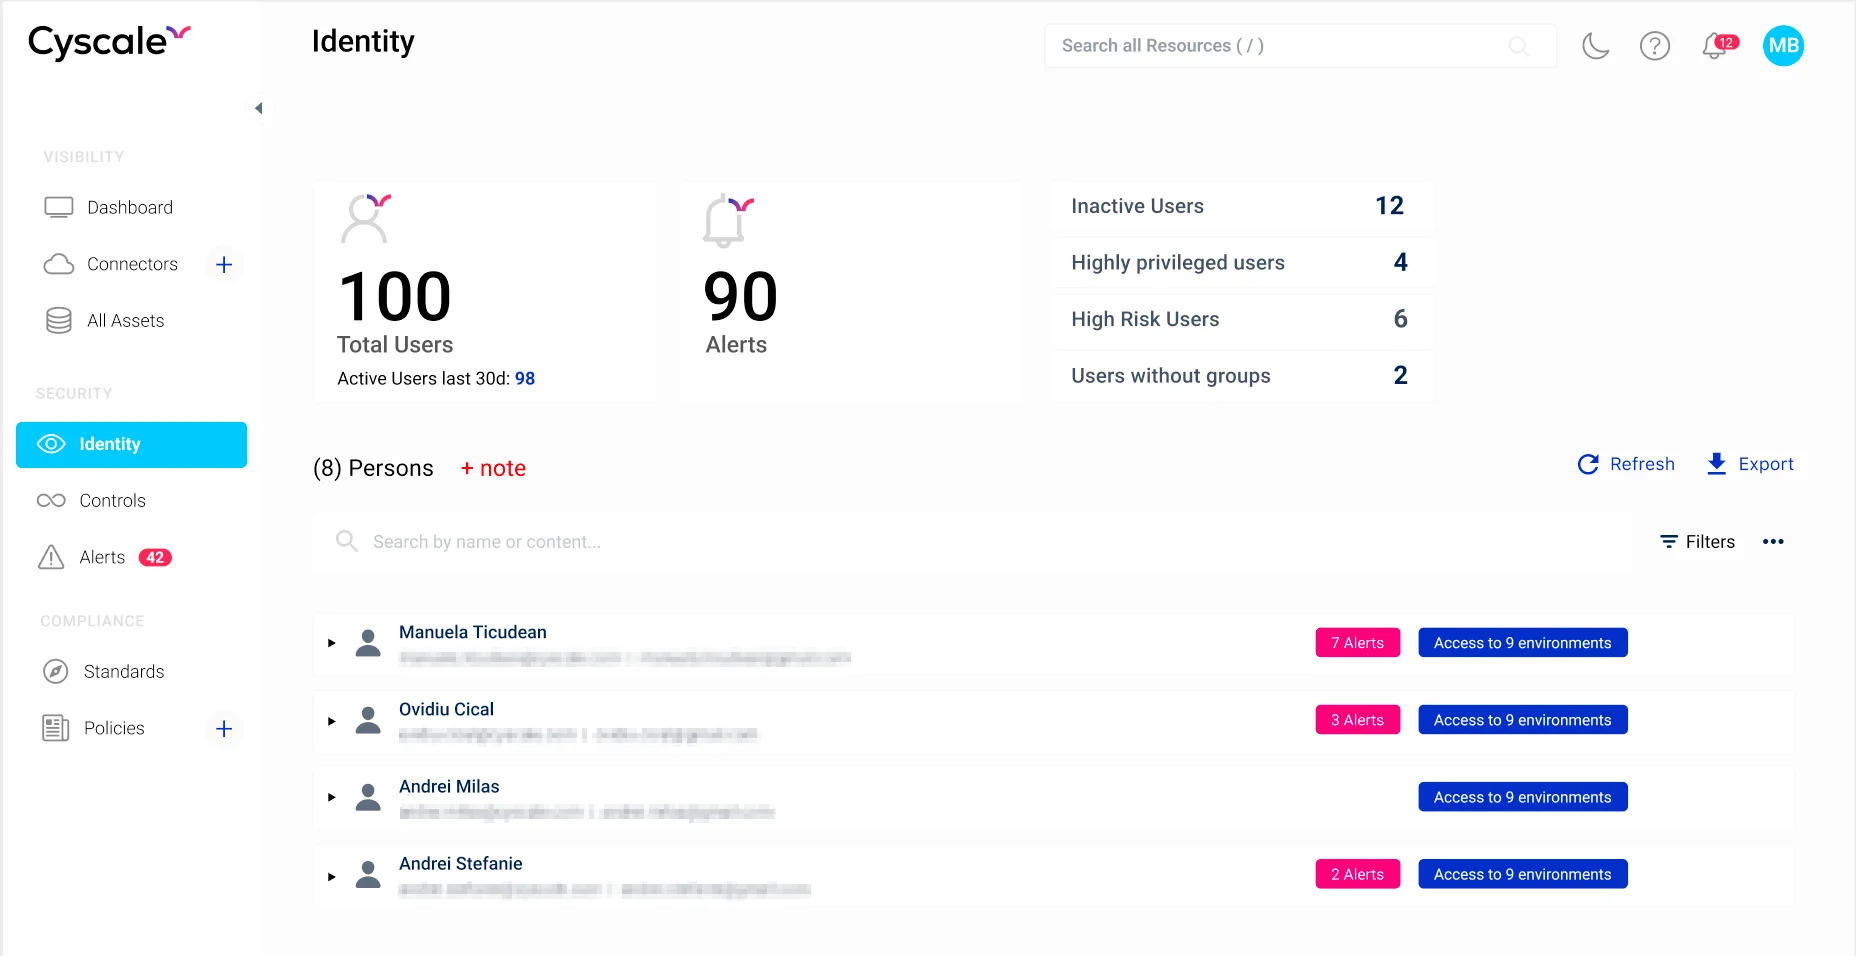 Cyscale
Identity
Search all Resources ( / )
12
MB
VISIBILITY
Dashboard
Connectors
+
All Assets
SECURITY
Identity
Controls
Alerts 42
COMPLIANCE
Standards
Policies
+
100
Total Users
Active Users last 30d: 98
90
Alerts
Inactive Users 12
Highly privileged users 4
High Risk Users 6
Users without groups 2
(8) Persons + note
Refresh
Export
Search by name or content...
Filters
Manuela Ticudean
7 Alerts Access to 9 environments
Ovidiu Cical
3 Alerts Access to 9 environments
Andrei Milas
Access to 9 environments
Andrei Stefanie
2 Alerts Access to 9 environments